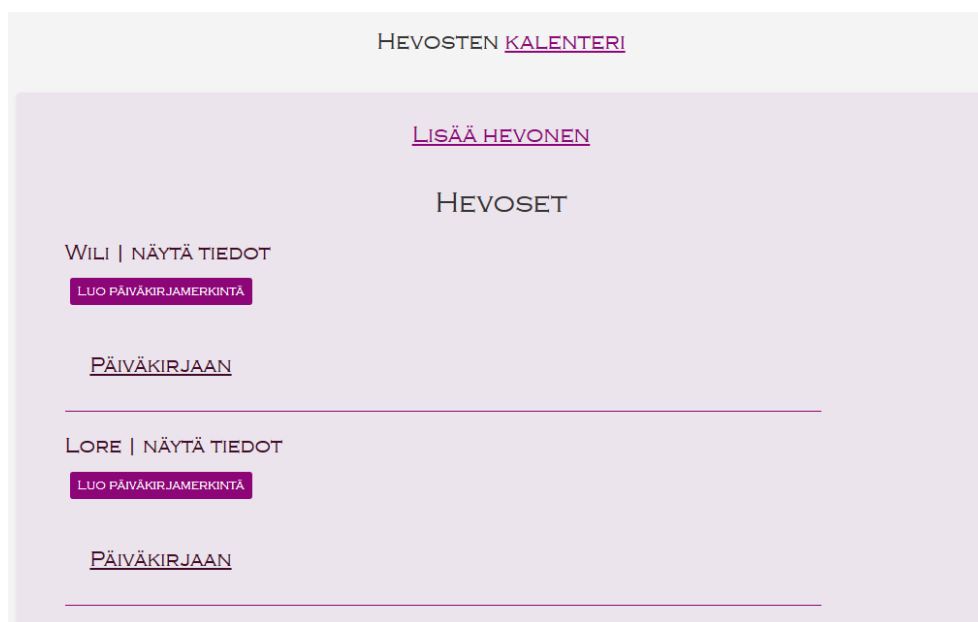 Hevosten kalenteri
Lisää hevonen
Hevoset
Wili | näytä tiedot
Luo päiväkirjamerkintä
Päiväkirjaan
Lore | näytä tiedot
Luo päiväkirjamerkintä
Päiväkirjaan